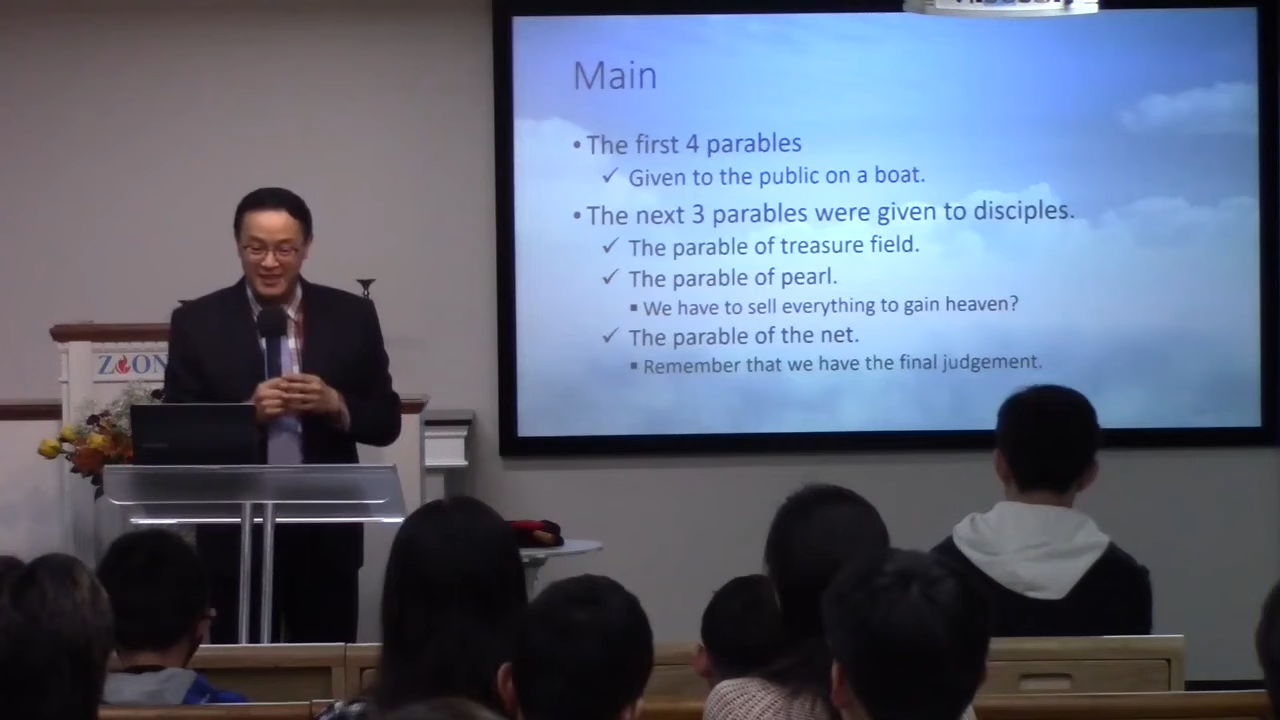 Main
• The first 4 parables
✓ Given to the public on a boat.
• The next 3 parables were given to disciples.
✓ The parable of treasure field.
✓ The parable of pearl.
▪ We have to sell everything to gain heaven?
✓ The parable of the net.
▪ Remember that we have the final judgement.